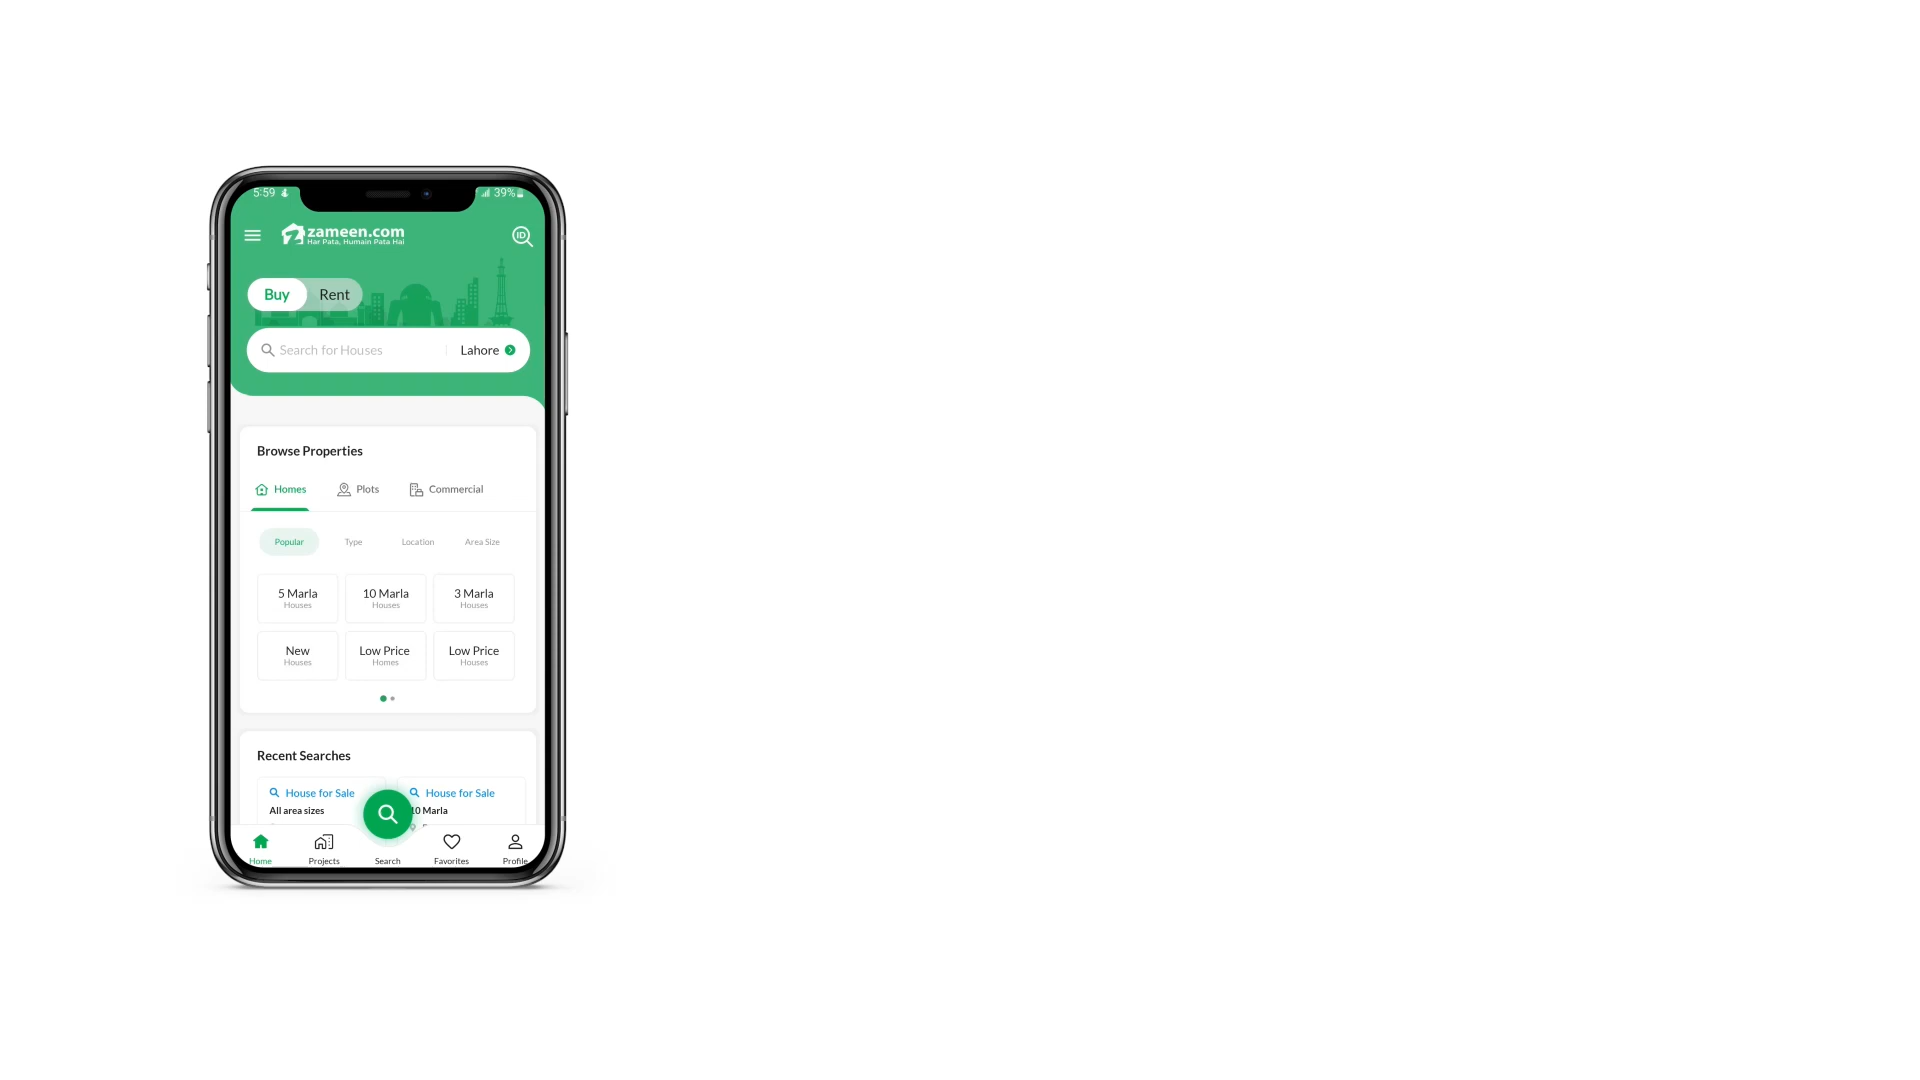 5:59
39%
zameen.com
Har Pata, Humain Pata Hai
ID
Buy
Rent
Search for Houses
Lahore
Browse Properties
Homes
Plots
Commercial
Popular
Type
Location
Area Size
5 Marla
Houses
10 Marla
Houses
3 Marla
Houses
New
Houses
Low Price
Homes
Low Price
Houses
Recent Searches
House for Sale
All area sizes
House for Sale
10 Marla
Home
Projects
Search
Favorites
Profile